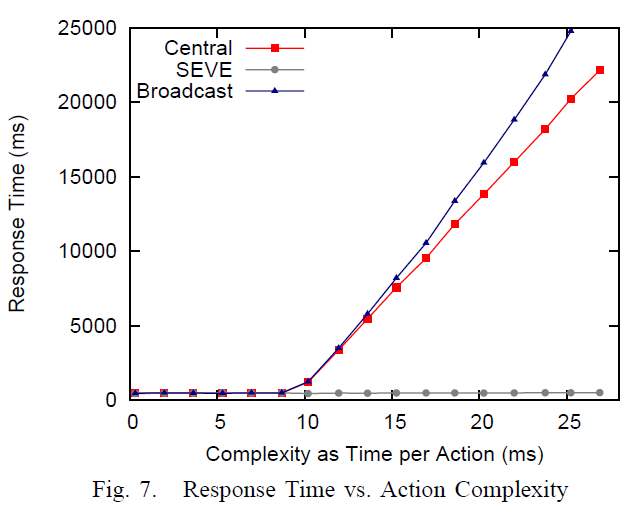 25000
20000
15000
10000
5000
0
Response Time (ms)
Central
SEVE
Broadcast
0 5 10 15 20 25
Complexity as Time per Action (ms)
Fig. 7. Response Time vs. Action Complexity